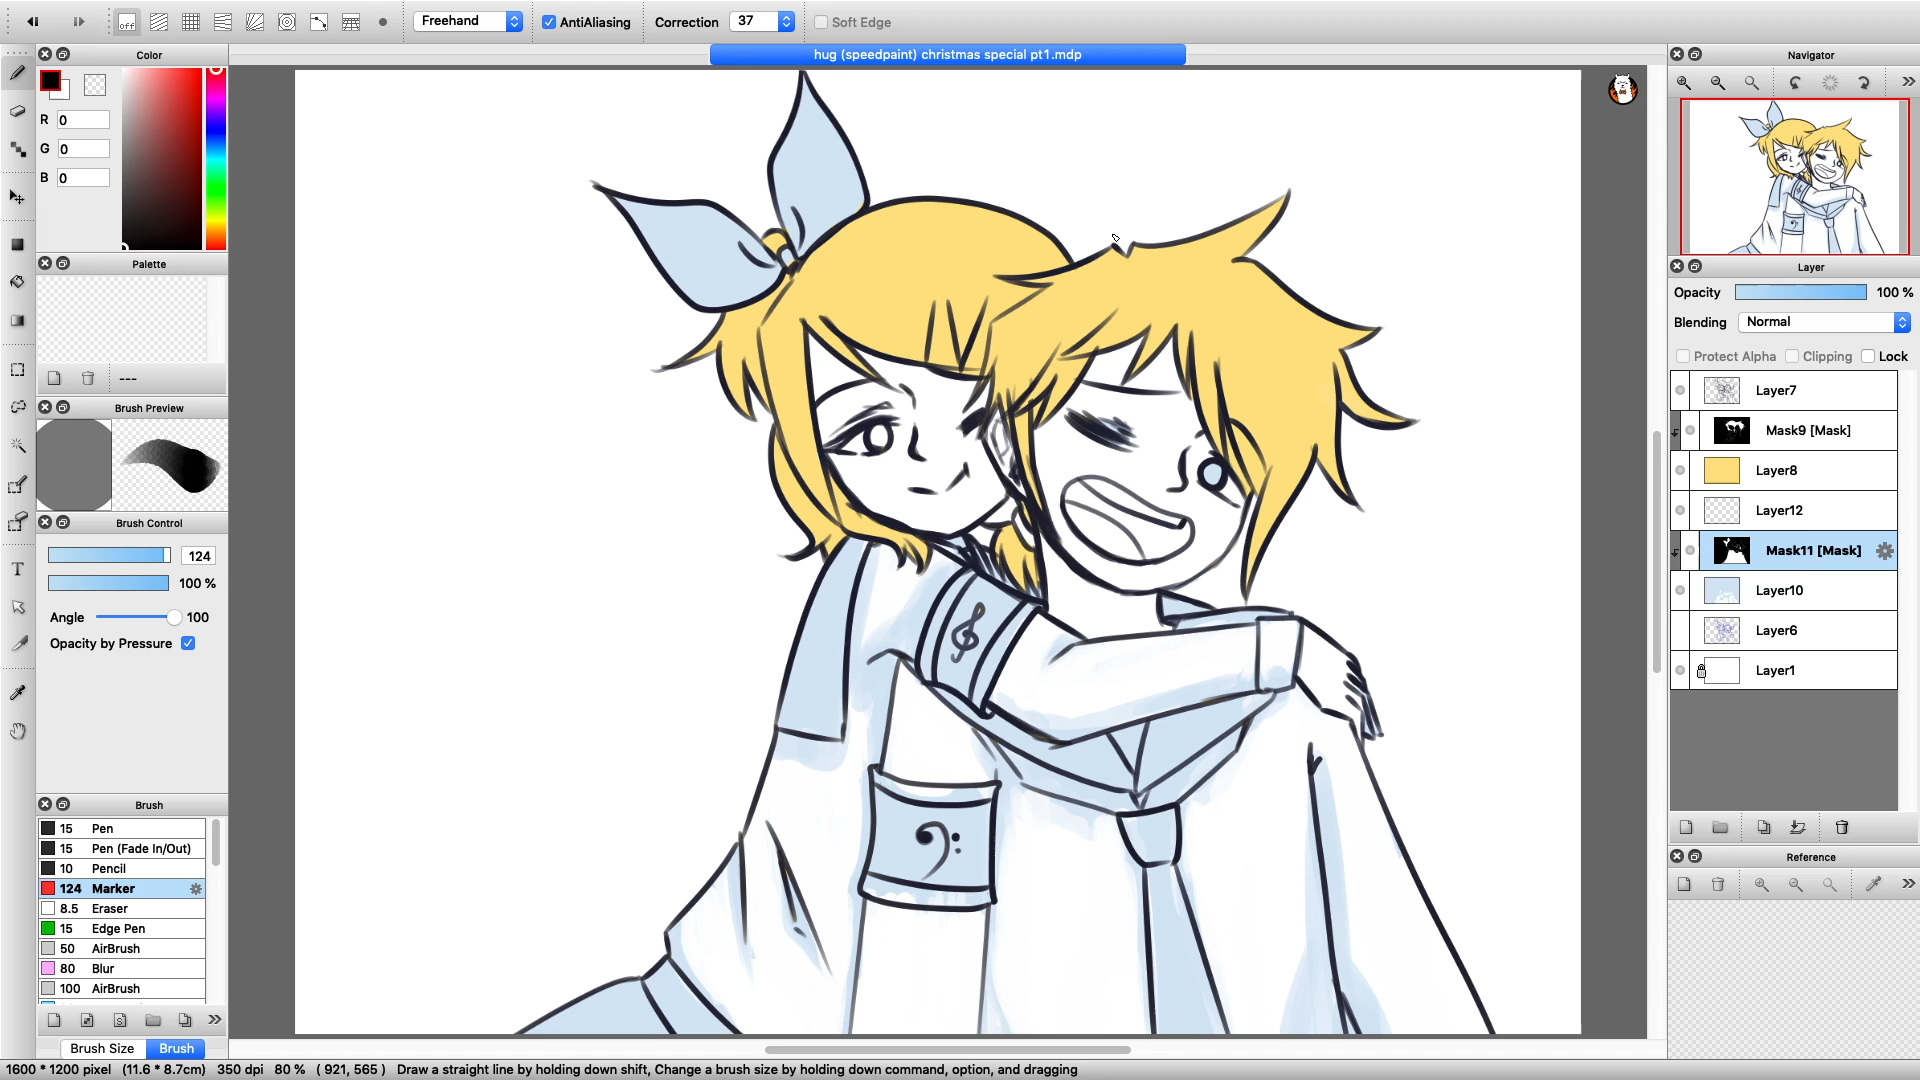 off Freehand AntiAliasing Correction 37 Soft Edge
hug (speedpaint) christmas special pt1.mdp
Color
R 0
G 0
B 0
Palette
---
Brush Preview
Brush Control
124
100 %
Angle 100
Opacity by Pressure
Brush
15 Pen
15 Pen (Fade In/Out)
10 Pencil
124 Marker
8.5 Eraser
15 Edge Pen
50 AirBrush
80 Blur
100 AirBrush
Brush Size Brush
Navigator
Layer
Opacity 100 %
Blending Normal
Protect Alpha Clipping Lock
Layer7
Mask9 [Mask]
Layer8
Layer12
Mask11 [Mask]
Layer10
Layer6
Layer1
Reference
1600 * 1200 pixel (11.6 * 8.7cm) 350 dpi 80 % ( 921, 565 ) Draw a straight line by holding down shift, Change a brush size by holding down command, option, and dragging